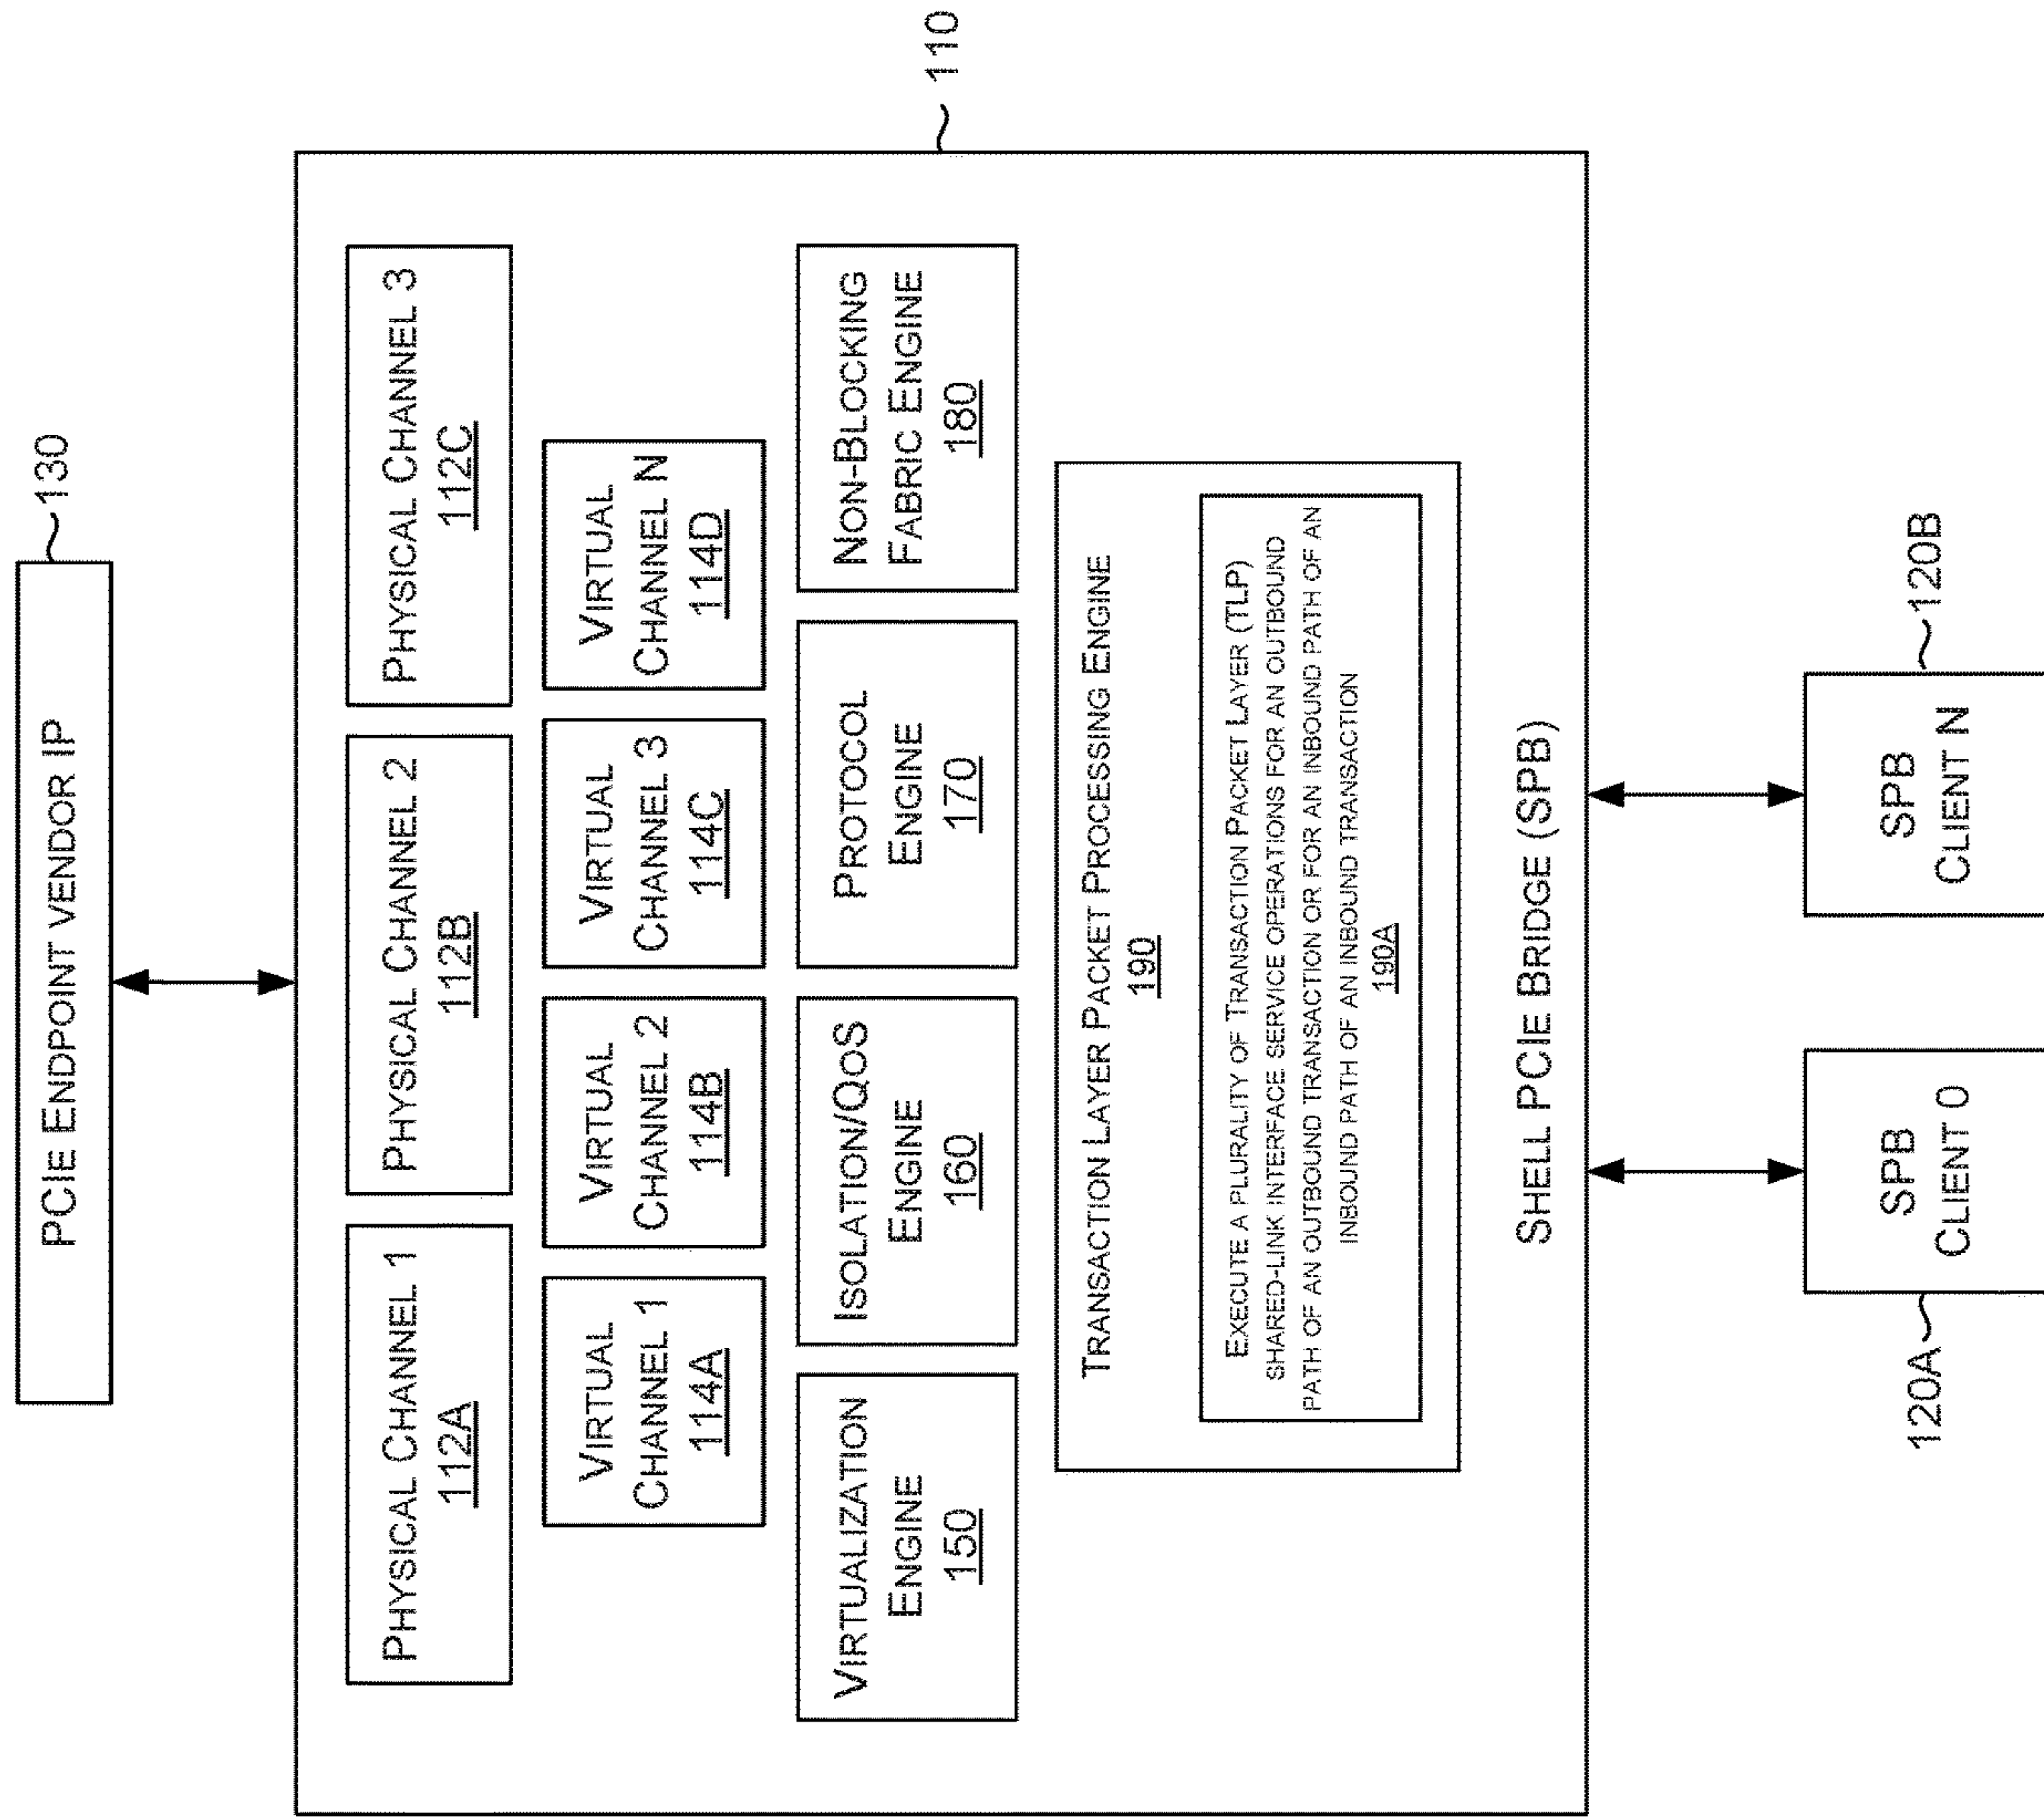 PCIE ENDPOINT VENDOR IP
130
110
PHYSICAL CHANNEL 1
112A
PHYSICAL CHANNEL 2
112B
PHYSICAL CHANNEL 3
112C
VIRTUAL
CHANNEL 1
114A
VIRTUAL
CHANNEL 2
114B
VIRTUAL
CHANNEL 3
114C
VIRTUAL
CHANNEL N
114D
VIRTUALIZATION
ENGINE
150
ISOLATION/QOS
ENGINE
160
PROTOCOL
ENGINE
170
NON-BLOCKING
FABRIC ENGINE
180
TRANSACTION LAYER PACKET PROCESSING ENGINE
190
EXECUTE A PLURALITY OF TRANSACTION PACKET LAYER (TLP)
SHARED-LINK INTERFACE SERVICE OPERATIONS FOR AN OUTBOUND
PATH OF AN OUTBOUND TRANSACTION OR FOR AN INBOUND PATH OF AN
INBOUND PATH OF AN INBOUND TRANSACTION
190A
SHELL PCIE BRIDGE (SPB)
SPB
CLIENT 0
120A
SPB
CLIENT N
120B